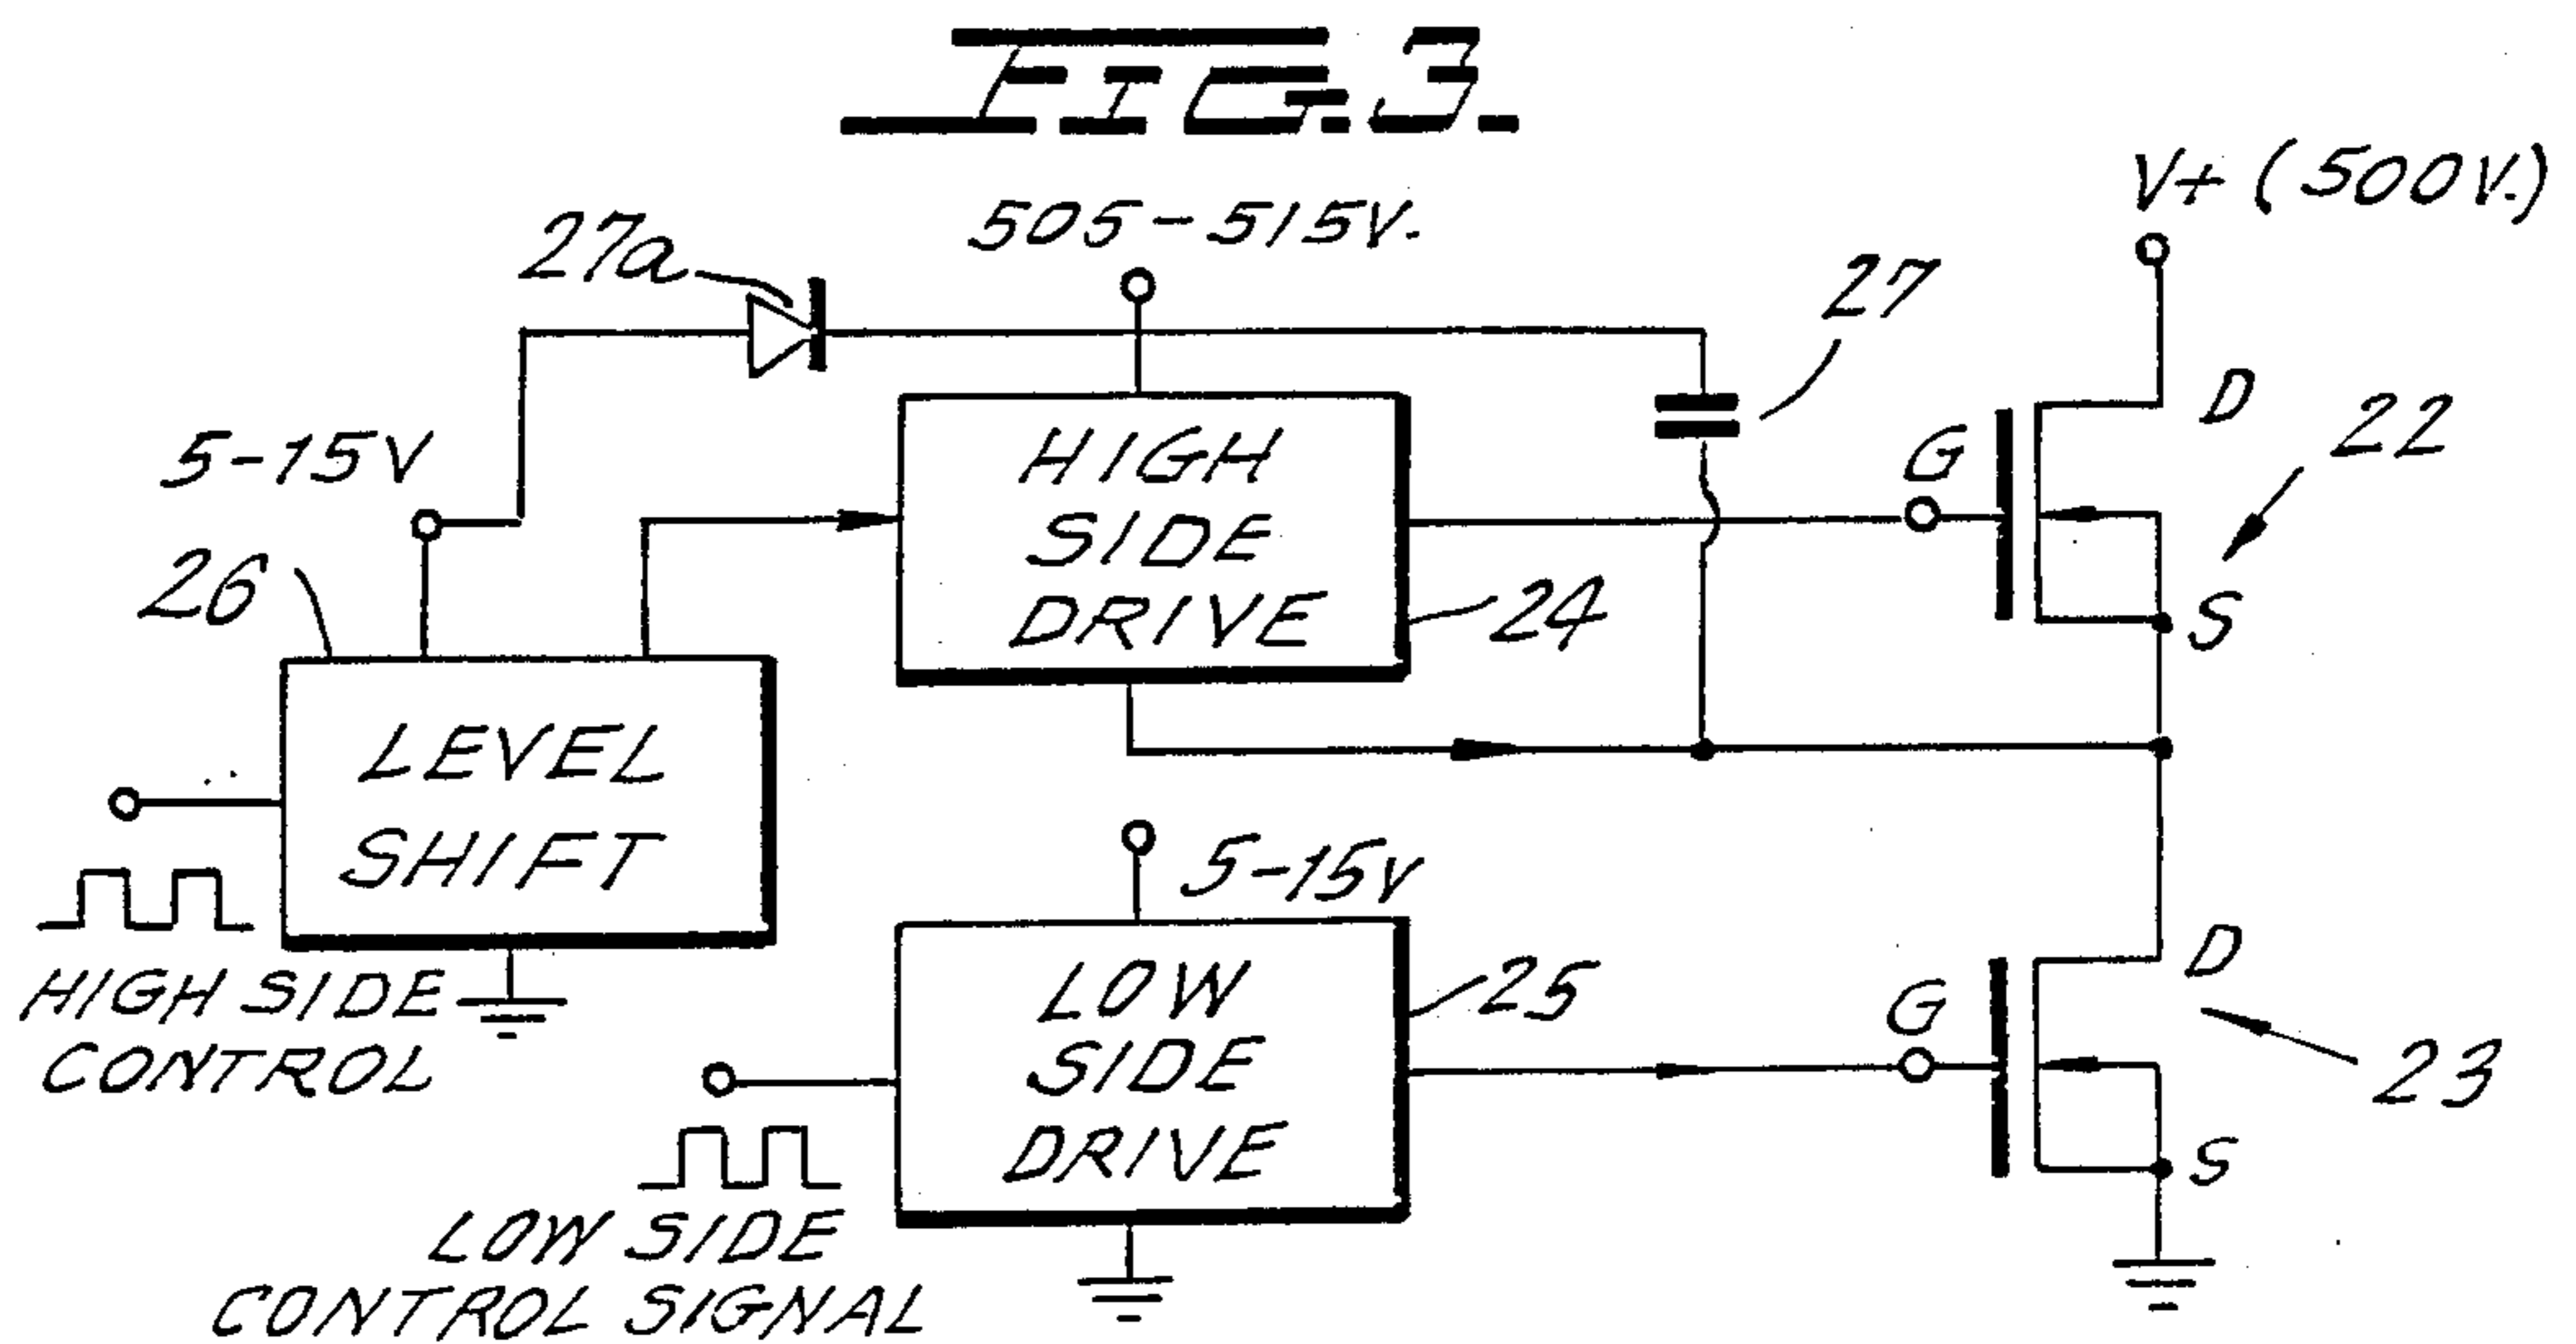 FIG. 3.
V+ (500V.)
505-515V.
27a
27
5-15V
D
22
G
HIGH
SIDE
DRIVE
26
24
S
LEVEL
SHIFT
5-15V
HIGH SIDE
CONTROL
LOW
SIDE
DRIVE
25
D
G
23
S
LOW SIDE
CONTROL SIGNAL